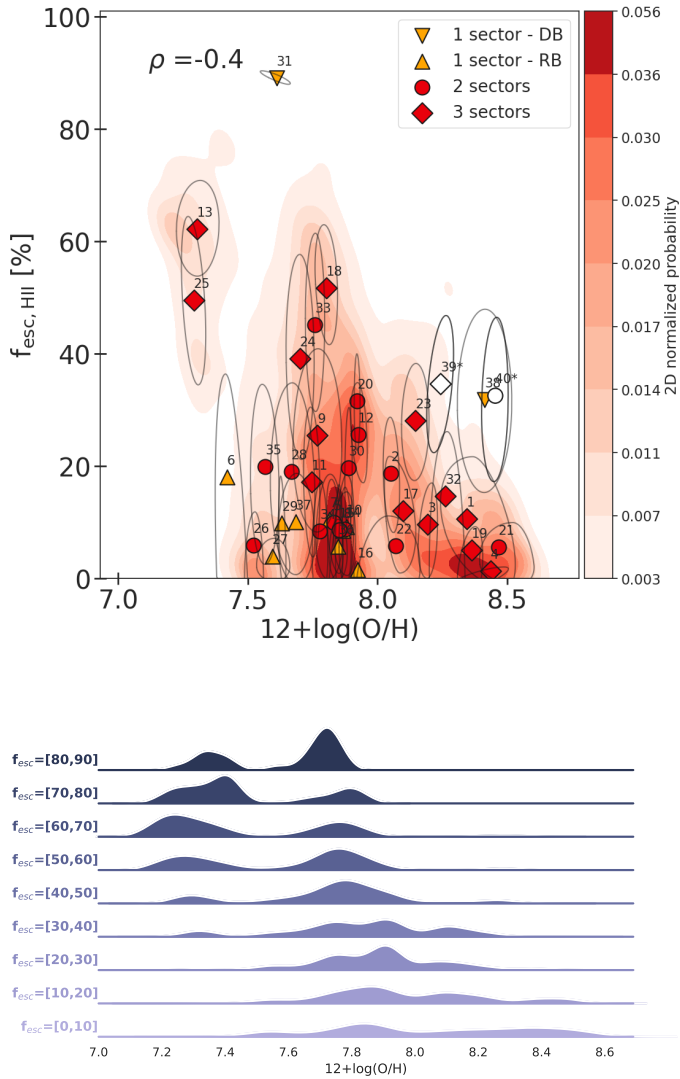 100
80
60
40
20
0
f_esc, HII [%]
ρ =-0.4
31
1 sector - DB
1 sector - RB
2 sectors
3 sectors
13
25
18
33
24
39*
38
40*
20
23
9
12
35
28
11
30
2
6
32
17
3
1
29
37
10
26
27
22
19
21
4
16
7.0
7.5
8.0
8.5
12+log(O/H)
0.056
0.036
0.030
0.025
0.020
0.017
0.014
0.011
0.007
0.003
2D normalized probability
f_esc=[80,90]
f_esc=[70,80]
f_esc=[60,70]
f_esc=[50,60]
f_esc=[40,50]
f_esc=[30,40]
f_esc=[20,30]
f_esc=[10,20]
f_esc=[0,10]
7.0 7.2 7.4 7.6 7.8 8.0 8.2 8.4 8.6
12+log(O/H)